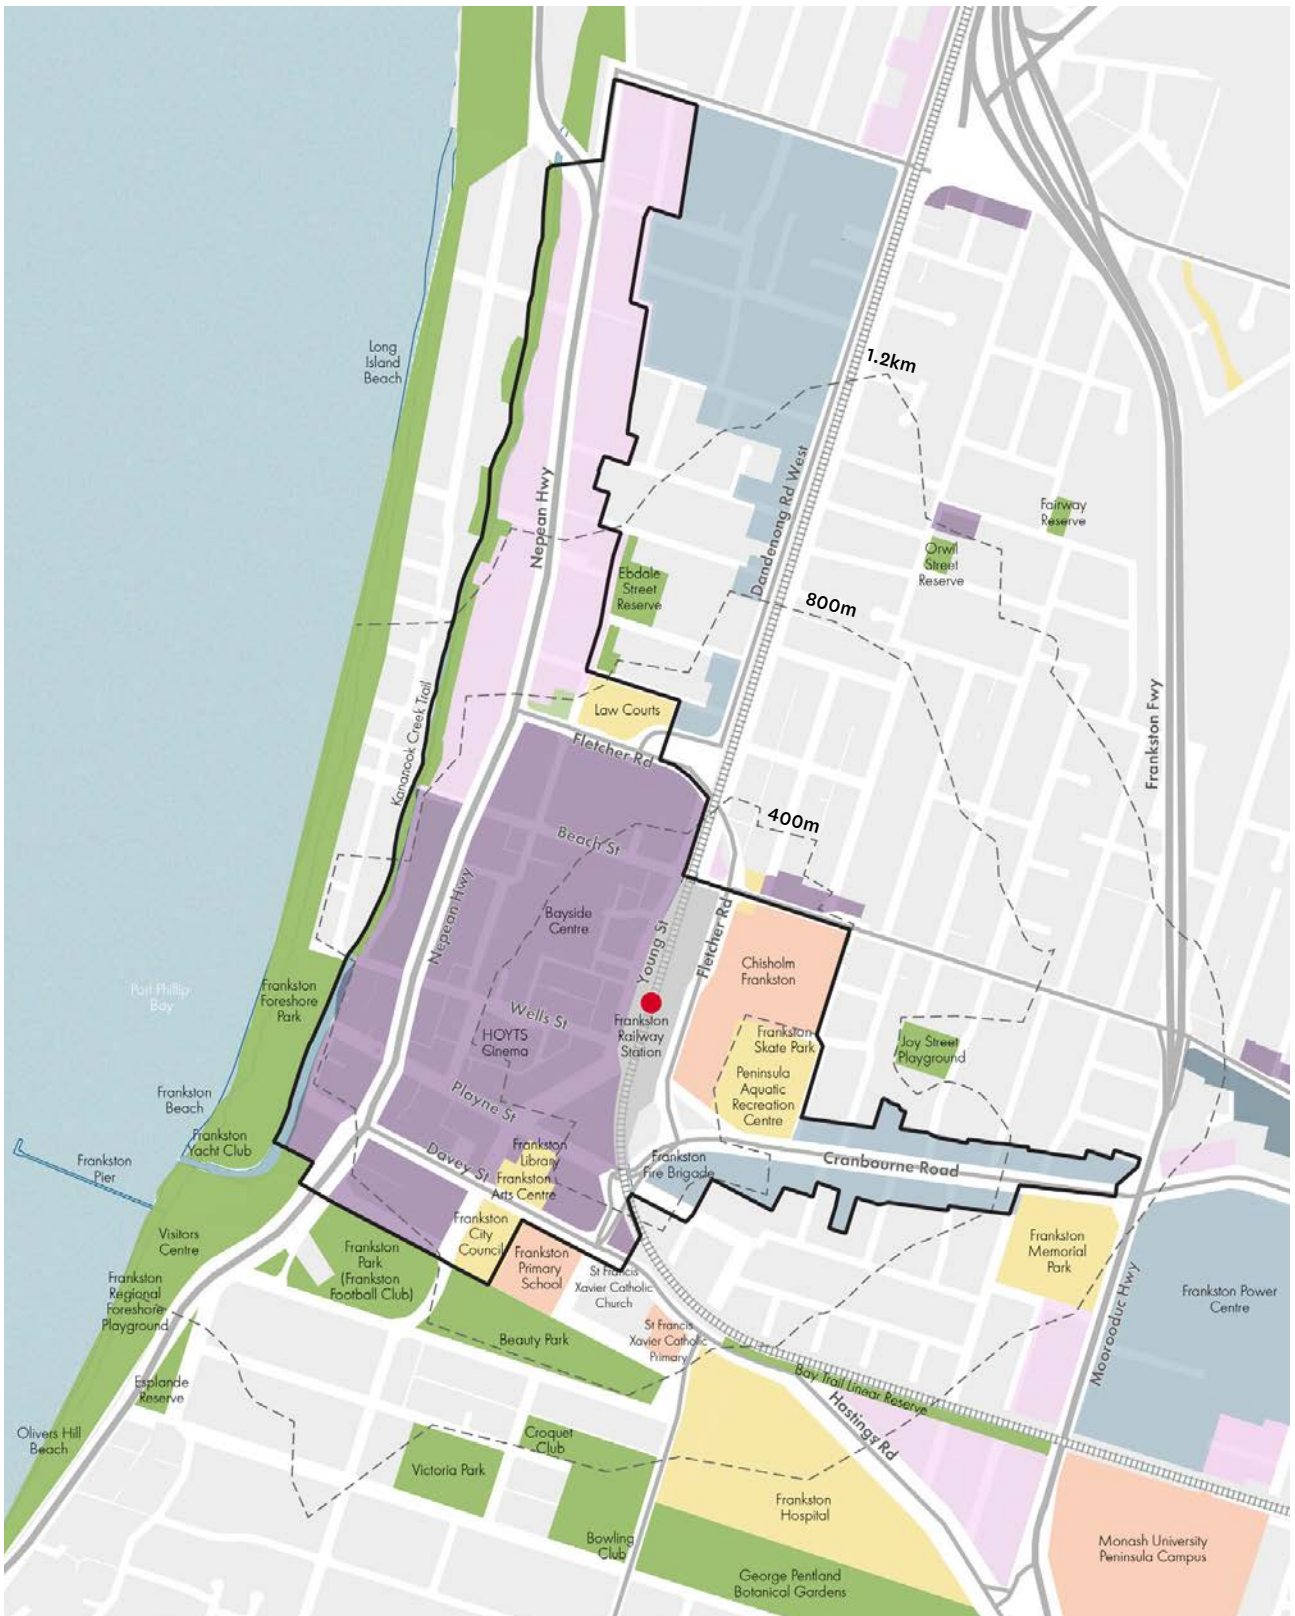 1.2km
Long
Island
Beach
Nepean Hwy
Dandenong Rd West
Fairway
Reserve
Orwil
Street
Reserve
Ebdale
Street
Reserve
800m
Kananook Creek Trail
Law Courts
Fletcher Rd
Frankston Fwy
400m
Beach St
Nepean Hwy
Bayside
Centre
Young St
Fletcher Rd
Chisholm
Frankston
Port Phillip
Bay
Frankston
Foreshore
Park
Wells St
HOYTS
Cinema
Frankston
Railway
Station
Frankston
Skate Park
Joy Street
Playground
Peninsula
Aquatic
Recreation
Centre
Frankston
Beach
Playne St
Frankston
Yacht Club
Frankston
Pier
Davey St
Frankston
Library
Frankston
Arts Centre
Frankston
Fire Brigade
Cranbourne Road
Visitors
Centre
Frankston
City
Council
Frankston
Park
(Frankston
Football Club)
Frankston
Primary
School
St Francis
Xavier Catholic
Church
Frankston
Memorial
Park
Frankston
Regional
Foreshore
Playground
Frankston Power
Centre
Moorooduc Hwy
Beauty Park
St Francis
Xavier Catholic
Primary
Bay Trail Linear Reserve
Esplande
Reserve
Hastings Rd
Olivers Hill
Beach
Croquet
Club
Victoria Park
Frankston
Hospital
Bowling
Club
Monash University
Peninsula Campus
George Pentland
Botanical Gardens